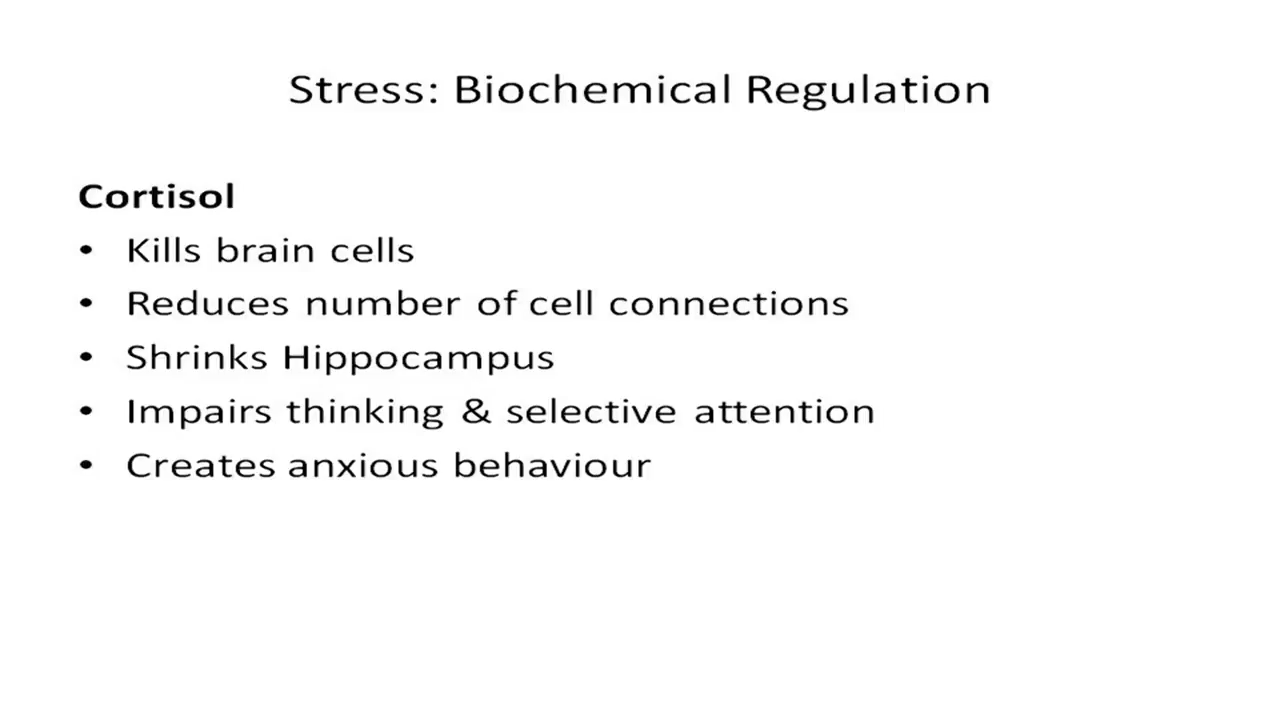 Stress: Biochemical Regulation
Cortisol
• Kills brain cells
• Reduces number of cell connections
• Shrinks Hippocampus
• Impairs thinking & selective attention
• Creates anxious behaviour